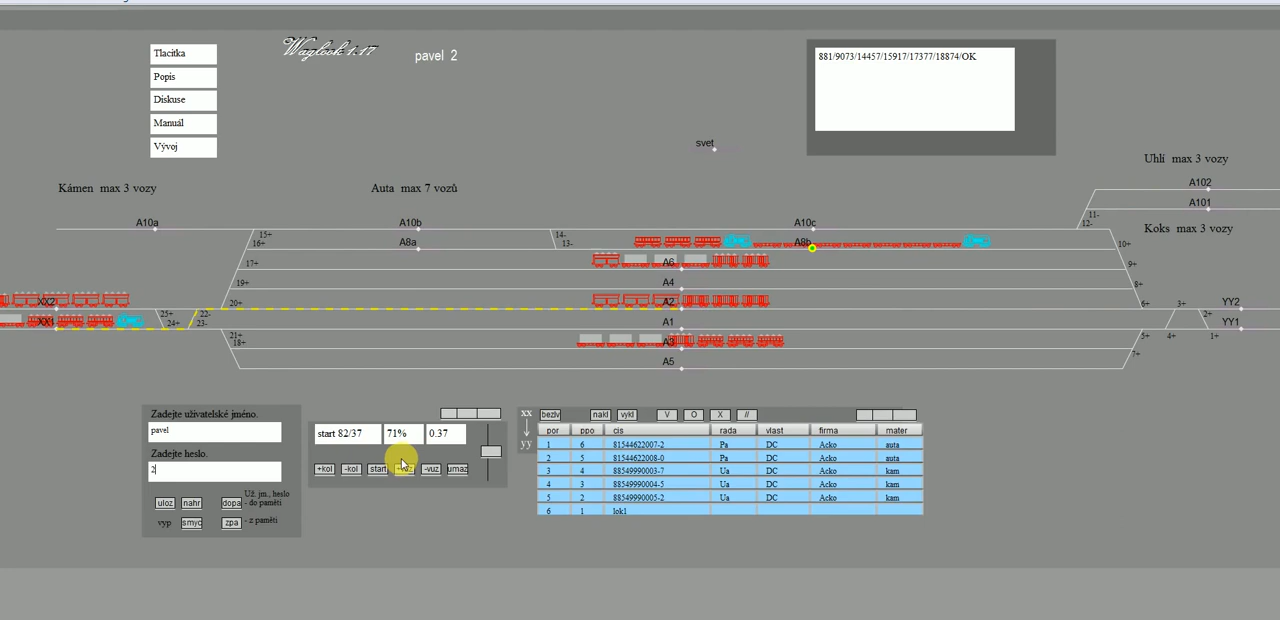 Waglook 1.17
pavel 2
Tlacitka
Popis
Diskuse
Manuál
Vývoj
881/9073/14457/15917/17377/18874/OK
svet
Uhlí max 3 vozy
Kámen max 3 vozy
Auta max 7 vozů
A102
A101
11-
12-
A10a
A10b
A10c
Koks max 3 vozy
15+
16+
A8a
14-
13-
A8b
10+
17+
A6
9+
19+
A4
8+
XX2
20+
A2
6+
3+
YY2
25+
24+
22-
23-
2+
XX1
A1
YY1
21+
18+
A3
5+
4+
1+
7+
A5
Zadejte uživatelské jméno.
pavel
Zadejte heslo.
2
uloz nahr dopa Už. jm., heslo
- do paměti
vyp smyc zpa - z paměti
start 82/37 71% 0.37
+kol -kol start -vuz umaz
xx bezlv nakl vykl V O X //
yy
por ppo cis rada vlast firma mater
1 6 81544622007-2 Pa DC Acko auta
2 5 81544622008-0 Pa DC Acko auta
3 4 88549990003-7 Ua DC Acko kam
4 3 88549990004-5 Ua DC Acko kam
5 2 88549990005-2 Ua DC Acko kam
6 1 lok1